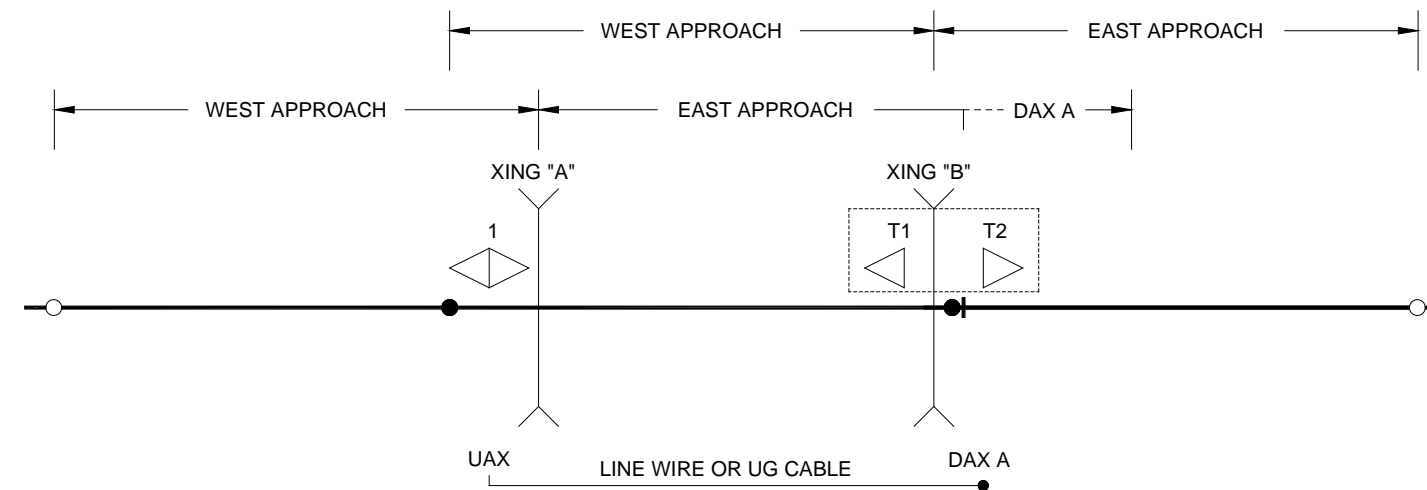 WEST APPROACH EAST APPROACH
WEST APPROACH EAST APPROACH DAX A
XING "A" XING "B"
1 T1 T2
UAX LINE WIRE OR UG CABLE DAX A